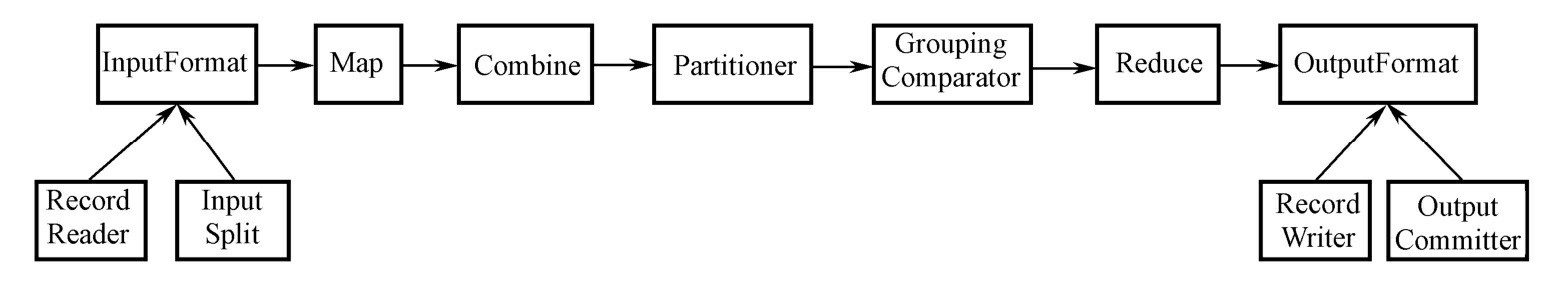 InputFormat
Map
Combine
Partitioner
Grouping
Comparator
Reduce
OutputFormat
Record
Reader
Input
Split
Record
Writer
Output
Committer